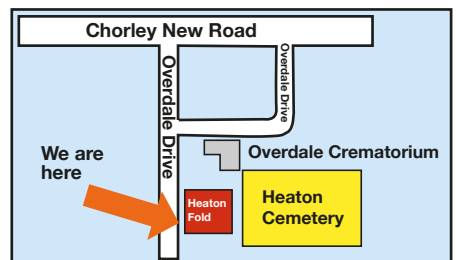 Chorley New Road
Overdale Drive
Overdale Drive
We are
here
Overdale Crematorium
Heaton
Fold
Heaton
Cemetery